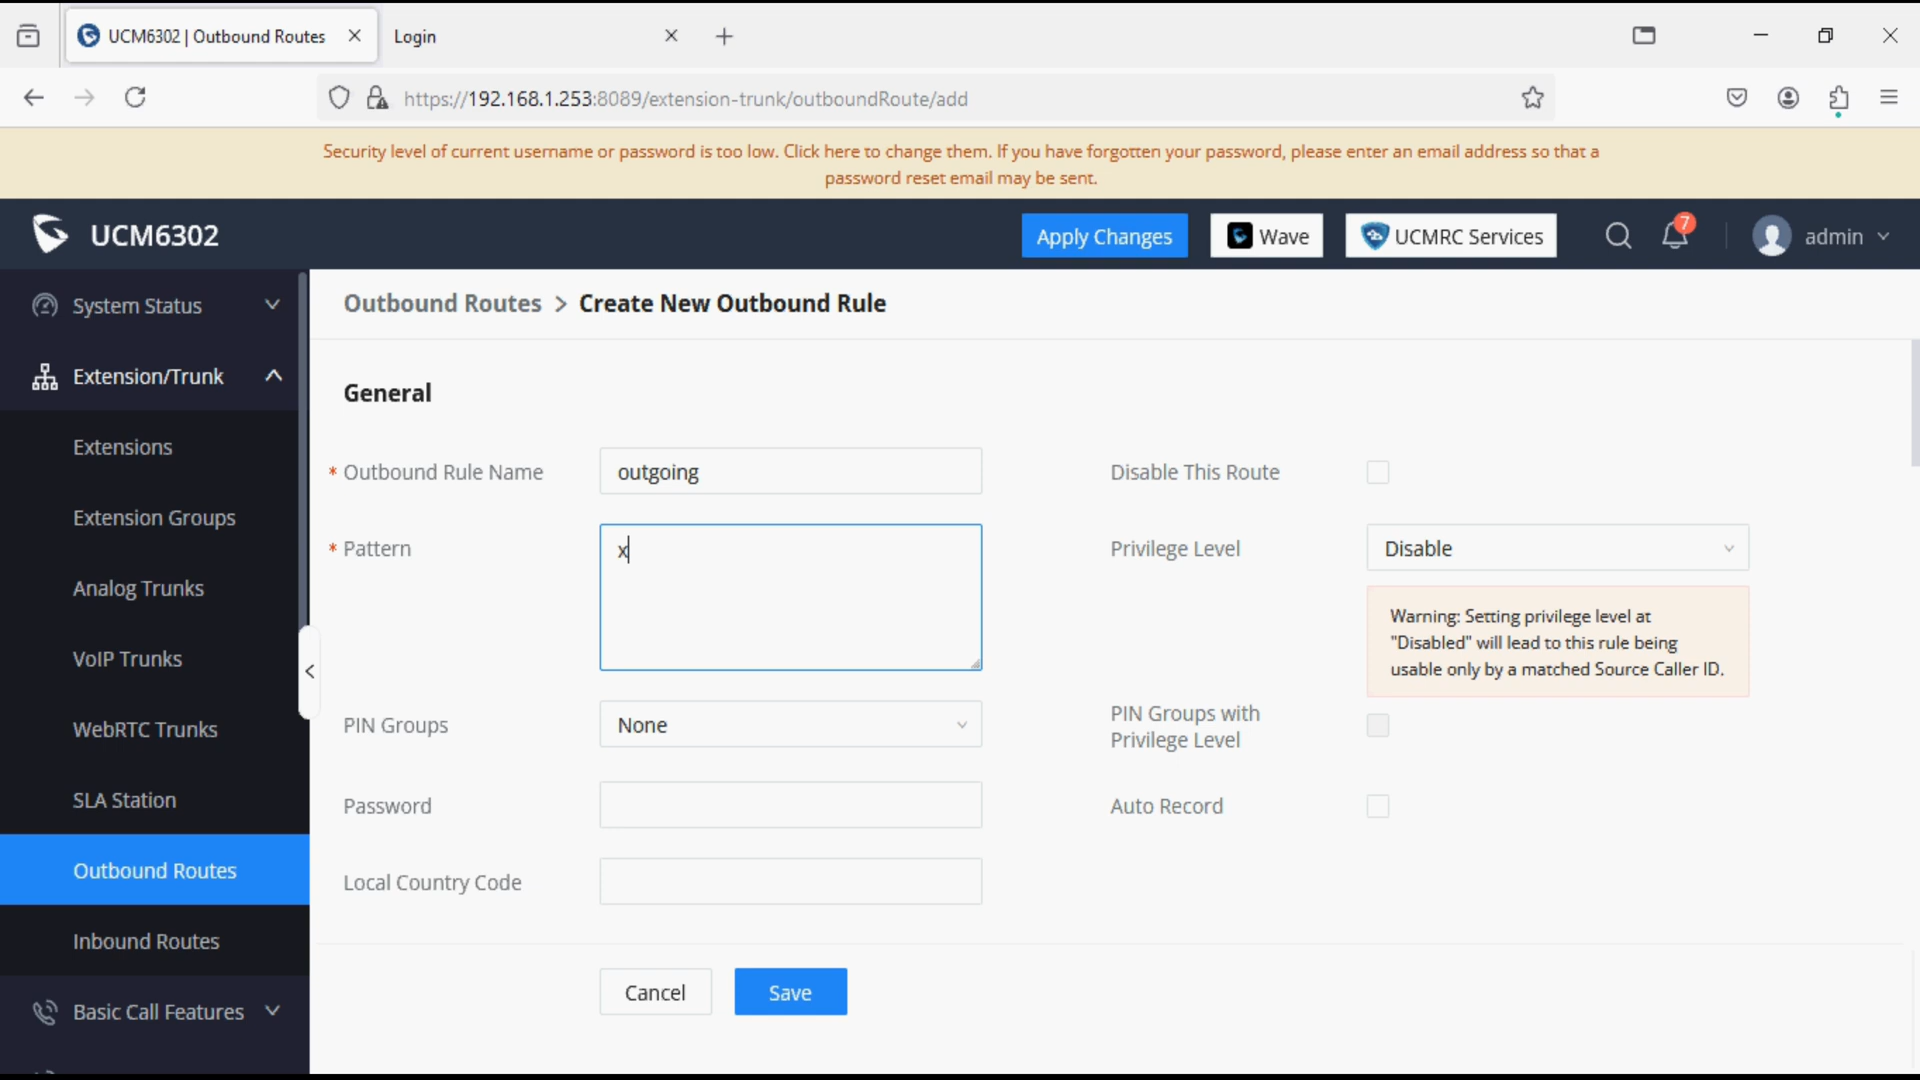 UCM6302 | Outbound Routes
Login
https://192.168.1.253:8089/extension-trunk/outboundRoute/add
Security level of current username or password is too low. Click here to change them. If you have forgotten your password, please enter an email address so that a
password reset email may be sent.
UCM6302
Apply Changes
Wave
UCMRC Services
7
admin
System Status
Extension/Trunk
Extensions
Extension Groups
Analog Trunks
VoIP Trunks
WebRTC Trunks
SLA Station
Outbound Routes
Inbound Routes
Basic Call Features
Outbound Routes > Create New Outbound Rule
General
* Outbound Rule Name
outgoing
Disable This Route
* Pattern
x
Privilege Level
Disable
Warning: Setting privilege level at
"Disabled" will lead to this rule being
usable only by a matched Source Caller ID.
PIN Groups
None
PIN Groups with
Privilege Level
Password
Auto Record
Local Country Code
Cancel
Save